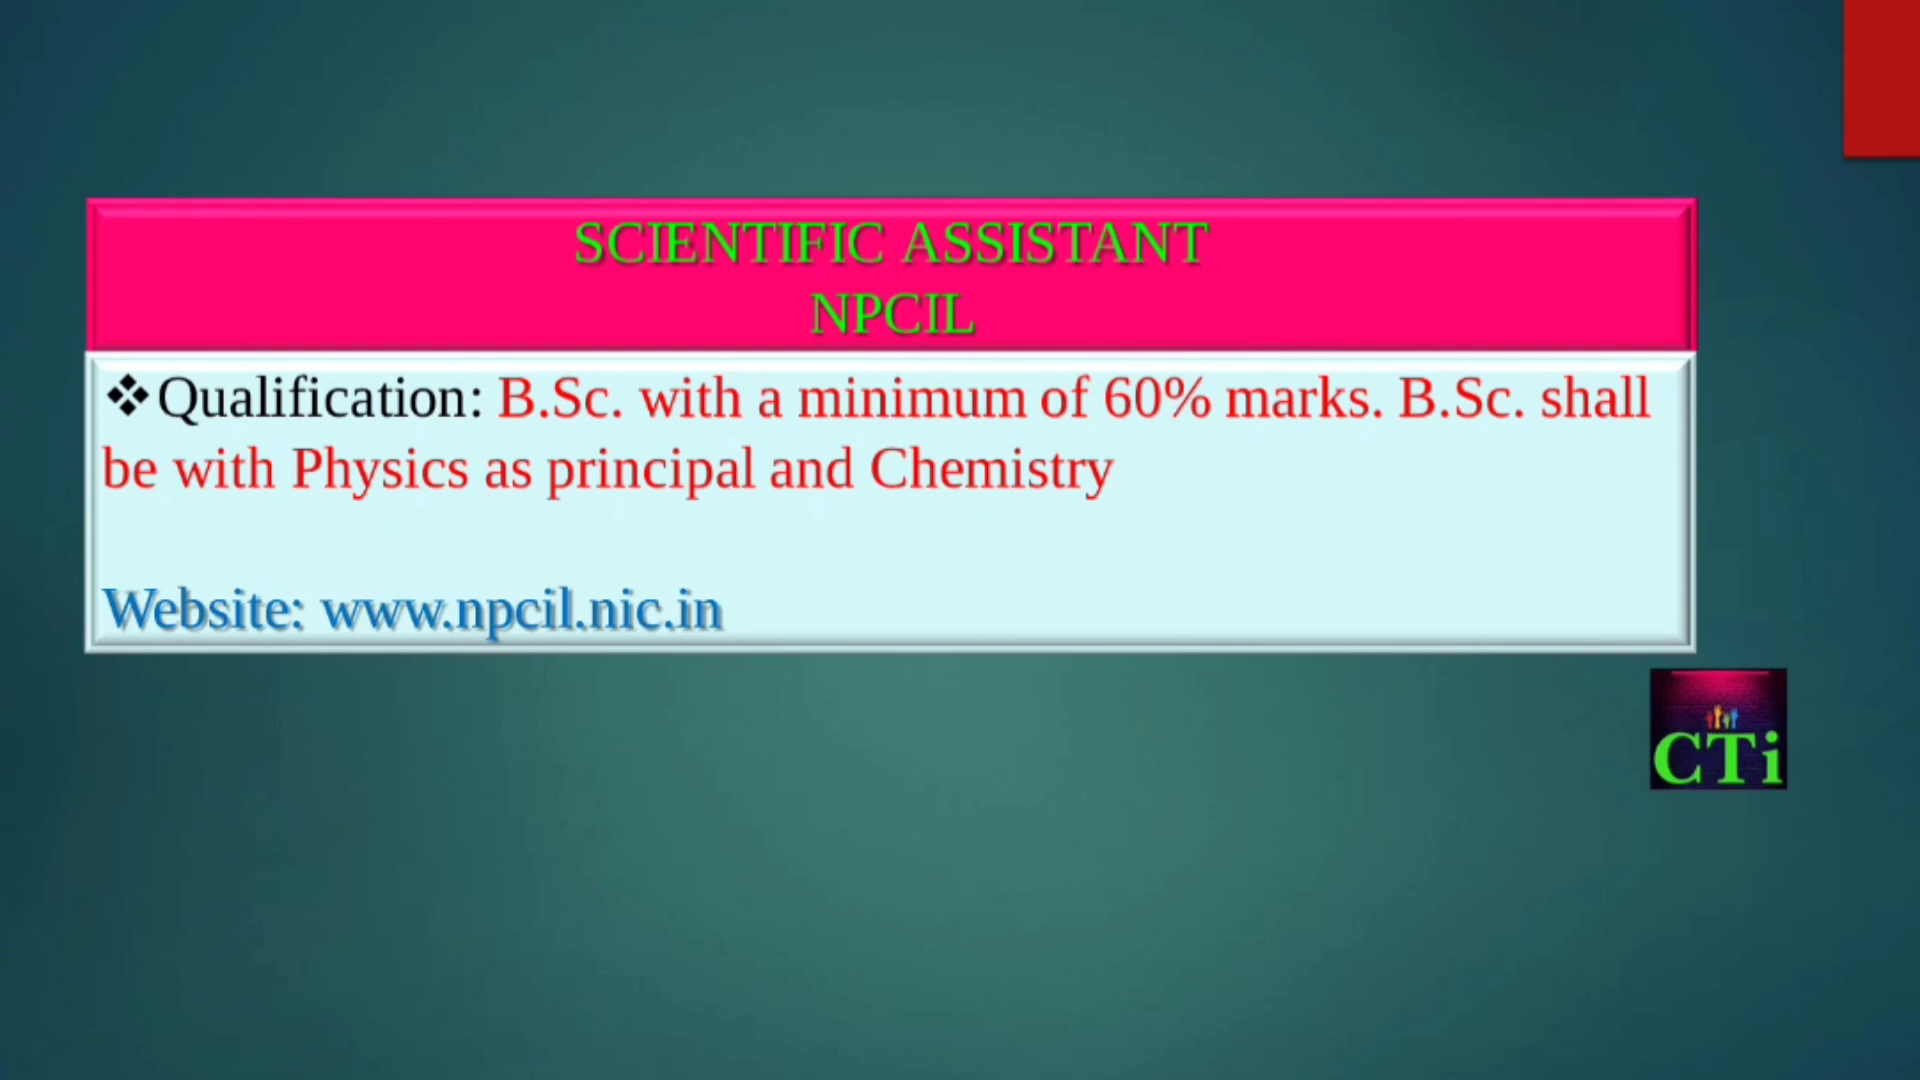 SCIENTIFIC ASSISTANT
NPCIL
❖Qualification: B.Sc. with a minimum of 60% marks. B.Sc. shall
be with Physics as principal and Chemistry
Website: www.npcil.nic.in
CTi